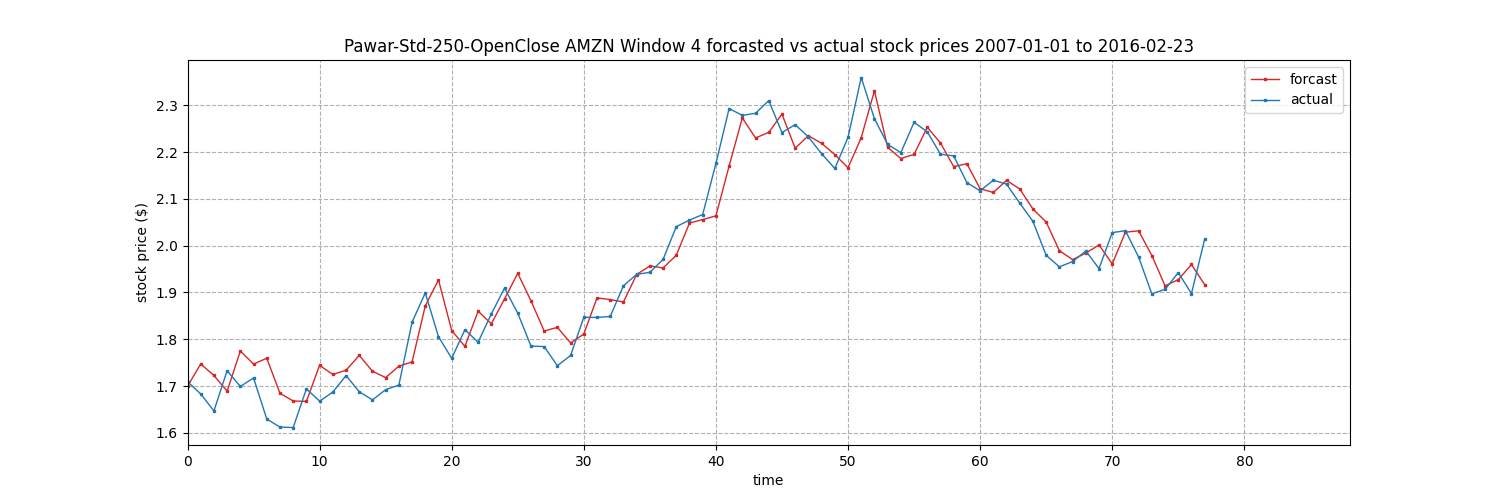 Pawar-Std-250-OpenClose AMZN Window 4 forcasted vs actual stock prices 2007-01-01 to 2016-02-23
forcast
actual
stock price ($)
2.3
2.2
2.1
2.0
1.9
1.8
1.7
1.6
0 10 20 30 40 50 60 70 80
time